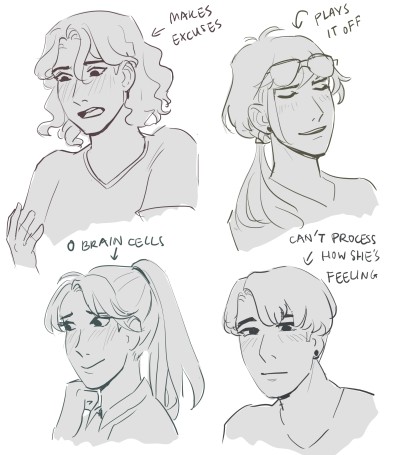 MAKES
EXCUSES
PLAYS
IT OFF
0 BRAIN CELLS
CAN'T PROCESS
HOW SHE'S
FEELING